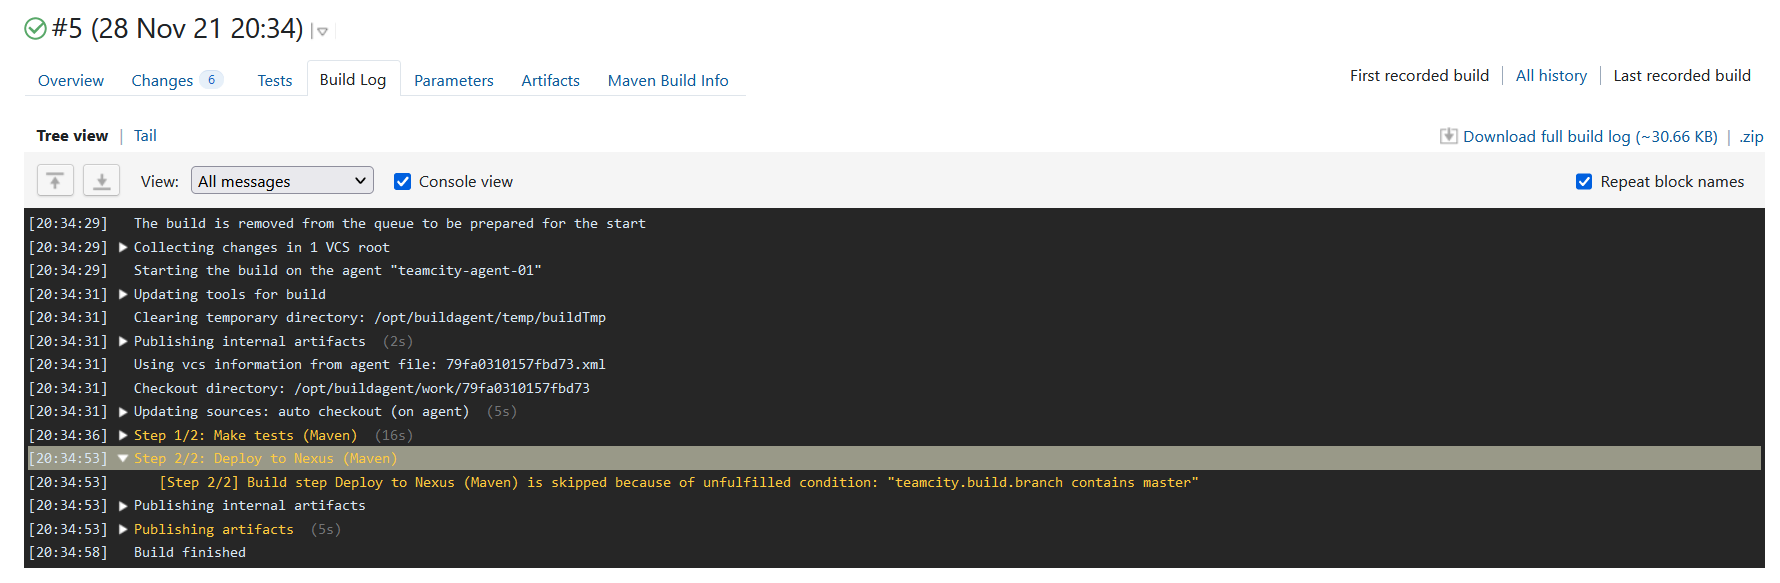 #5 (28 Nov 21 20:34)
Overview Changes 6 Tests Build Log Parameters Artifacts Maven Build Info First recorded build | All history | Last recorded build
Tree view | Tail Download full build log (~30.66 KB) | .zip
View: All messages Console view Repeat block names
[20:34:29] The build is removed from the queue to be prepared for the start
[20:34:29] Collecting changes in 1 VCS root
[20:34:29] Starting the build on the agent "teamcity-agent-01"
[20:34:31] Updating tools for build
[20:34:31] Clearing temporary directory: /opt/buildagent/temp/buildTmp
[20:34:31] Publishing internal artifacts (2s)
[20:34:31] Using vcs information from agent file: 79fa0310157fbd73.xml
[20:34:31] Checkout directory: /opt/buildagent/work/79fa0310157fbd73
[20:34:31] Updating sources: auto checkout (on agent) (5s)
[20:34:36] Step 1/2: Make tests (Maven) (16s)
[20:34:53] Step 2/2: Deploy to Nexus (Maven)
[20:34:53] [Step 2/2] Build step Deploy to Nexus (Maven) is skipped because of unfulfilled condition: "teamcity.build.branch contains master"
[20:34:53] Publishing internal artifacts
[20:34:53] Publishing artifacts (5s)
[20:34:58] Build finished